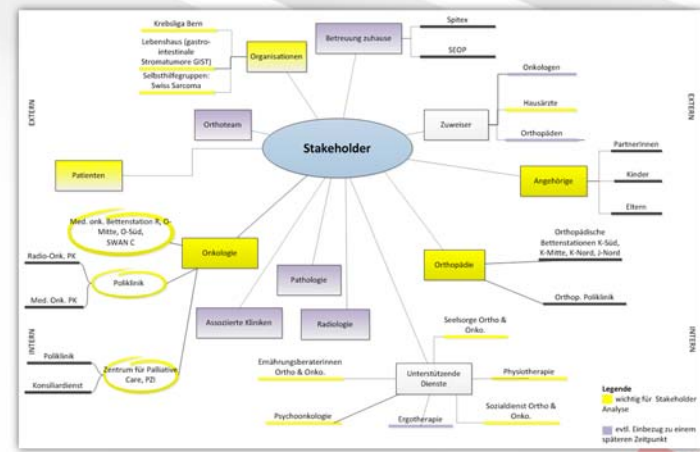 Krebsliga Bern
Lebenshaus (gastro-
intestinale
Stromatumore GIST)
Selbsthilfegruppen:
Swiss Sarcoma
Organisationen
Betreuung zuhause
Spitex
SEOP
EXTERN
Orthoteam
Stakeholder
Zuweiser
Onkologen
Hausärzte
Orthopäden
EXTERN
Patienten
Angehörige
PartnerInnen
Kinder
Eltern
Med. onk. Bettenstation R, O-
Mitte, O-Süd,
SWAN C
Onkologie
Radio-Onk. PK
Poliklinik
Med. Onk. PK
Orthopädie
Orthopädische
Bettenstationen K-Süd,
K-Mitte, K-Nord, J-Nord
Orthop. Poliklinik
Pathologie
Assoziierte Kliniken
Radiologie
INTERN
Poliklinik
Zentrum für Palliative
Care, PZI
Konsiliardienst
Seelsorge Ortho &
Onko.
Ernährungsberaterinnen
Ortho & Onko.
Unterstützende
Dienste
Physiotherapie
Psychoonkologie
Ergotherapie
Sozialdienst Ortho &
Onko.
INTERN
Legende
wichtig für Stakeholder
Analyse
evtl. Einbezug zu einem
späteren Zeitpunkt